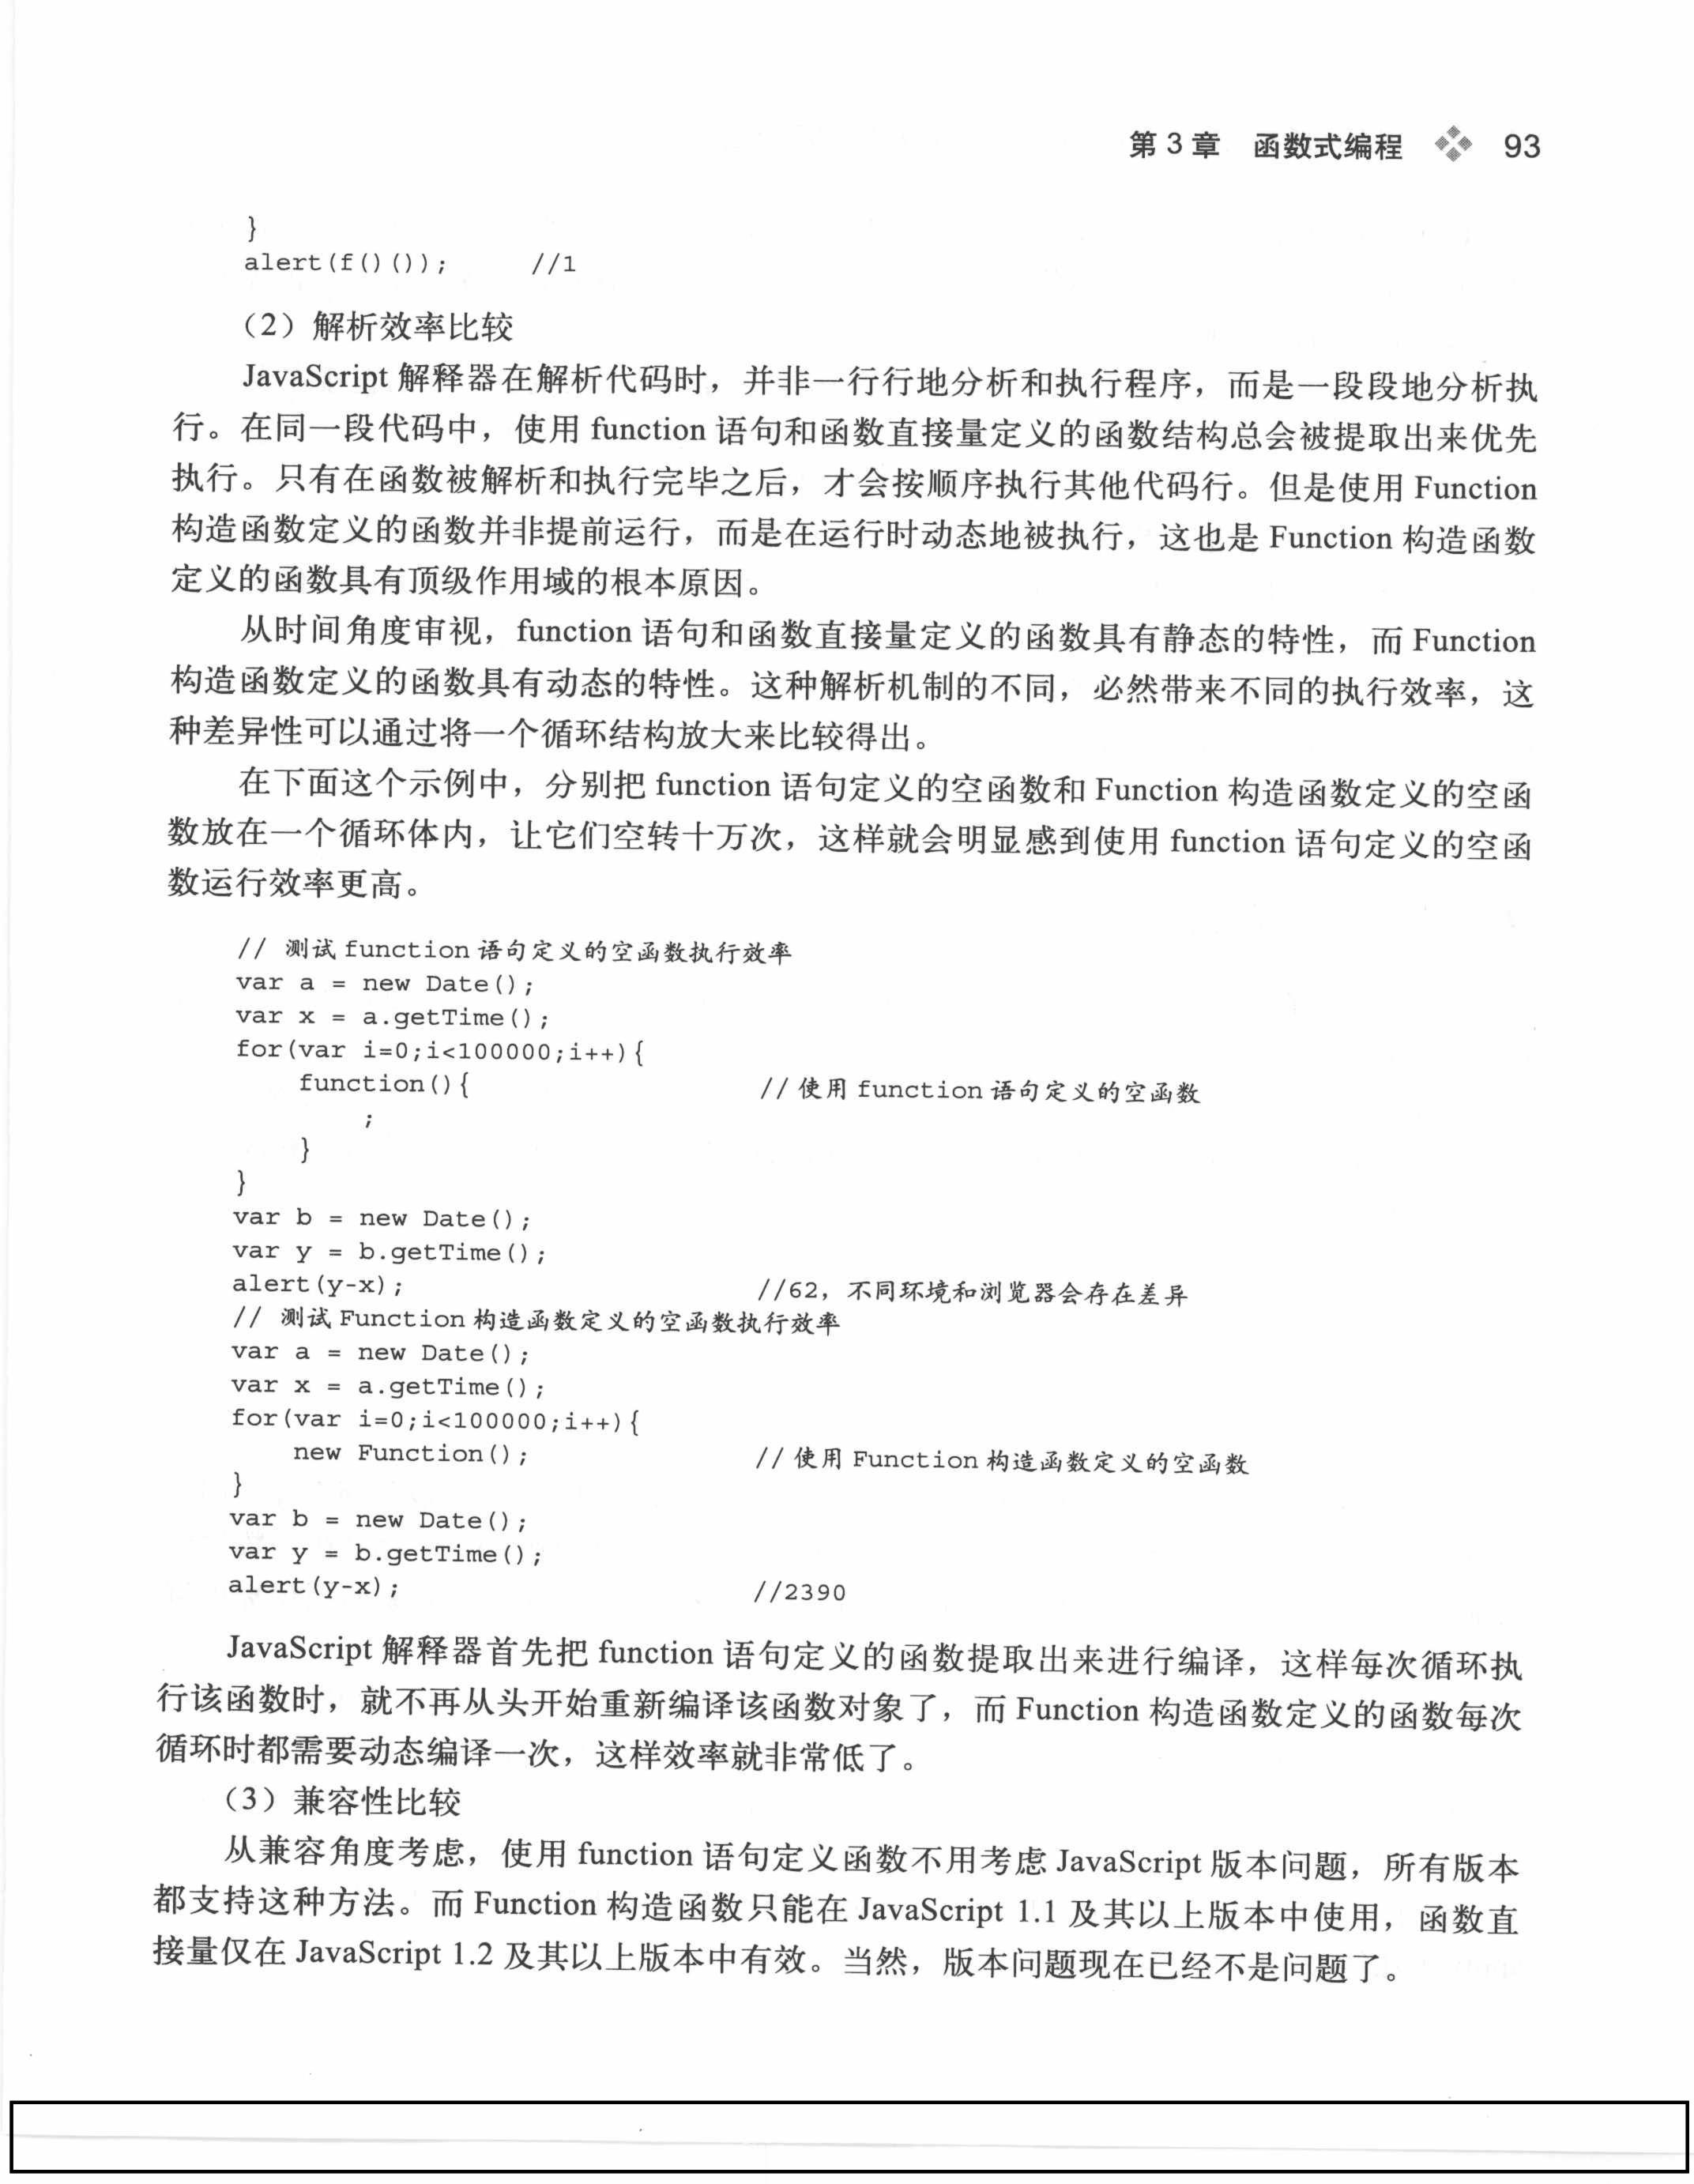 第 3 章 函数式编程 93
}
alert(f()());     //1
（2）解析效率比较
JavaScript 解释器在解析代码时，并非一行行地分析和执行程序，而是一段段地分析执
行。在同一段代码中，使用 function 语句和函数直接量定义的函数结构总会被提取出来优先
执行。只有在函数被解析和执行完毕之后，才会按顺序执行其他代码行。但是使用 Function
构造函数定义的函数并非提前运行，而是在运行时动态地被执行，这也是 Function 构造函数
定义的函数具有顶级作用域的根本原因。
从时间角度审视，function 语句和函数直接量定义的函数具有静态的特性，而 Function
构造函数定义的函数具有动态的特性。这种解析机制的不同，必然带来不同的执行效率，这
种差异性可以通过将一个循环结构放大来比较得出。
在下面这个示例中，分别把 function 语句定义的空函数和 Function 构造函数定义的空函
数放在一个循环体内，让它们空转十万次，这样就会明显感到使用 function 语句定义的空函
数运行效率更高。
// 测试 function 语句定义的空函数执行效率
var a = new Date();
var x = a.getTime();
for(var i=0;i<100000;i++){
    function(){                  // 使用 function 语句定义的空函数
        ;
    }
}
var b = new Date();
var y = b.getTime();
alert(y-x);                      //62，不同环境和浏览器会存在差异
// 测试 Function 构造函数定义的空函数执行效率
var a = new Date();
var x = a.getTime();
for(var i=0;i<100000;i++){
    new Function();              // 使用 Function 构造函数定义的空函数
}
var b = new Date();
var y = b.getTime();
alert(y-x);                      //2390
JavaScript 解释器首先把 function 语句定义的函数提取出来进行编译，这样每次循环执
行该函数时，就不再从头开始重新编译该函数对象了，而 Function 构造函数定义的函数每次
循环时都需要动态编译一次，这样效率就非常低了。
（3）兼容性比较
从兼容角度考虑，使用 function 语句定义函数不用考虑 JavaScript 版本问题，所有版本
都支持这种方法。而 Function 构造函数只能在 JavaScript 1.1 及其以上版本中使用，函数直
接量仅在 JavaScript 1.2 及其以上版本中有效。当然，版本问题现在已经不是问题了。